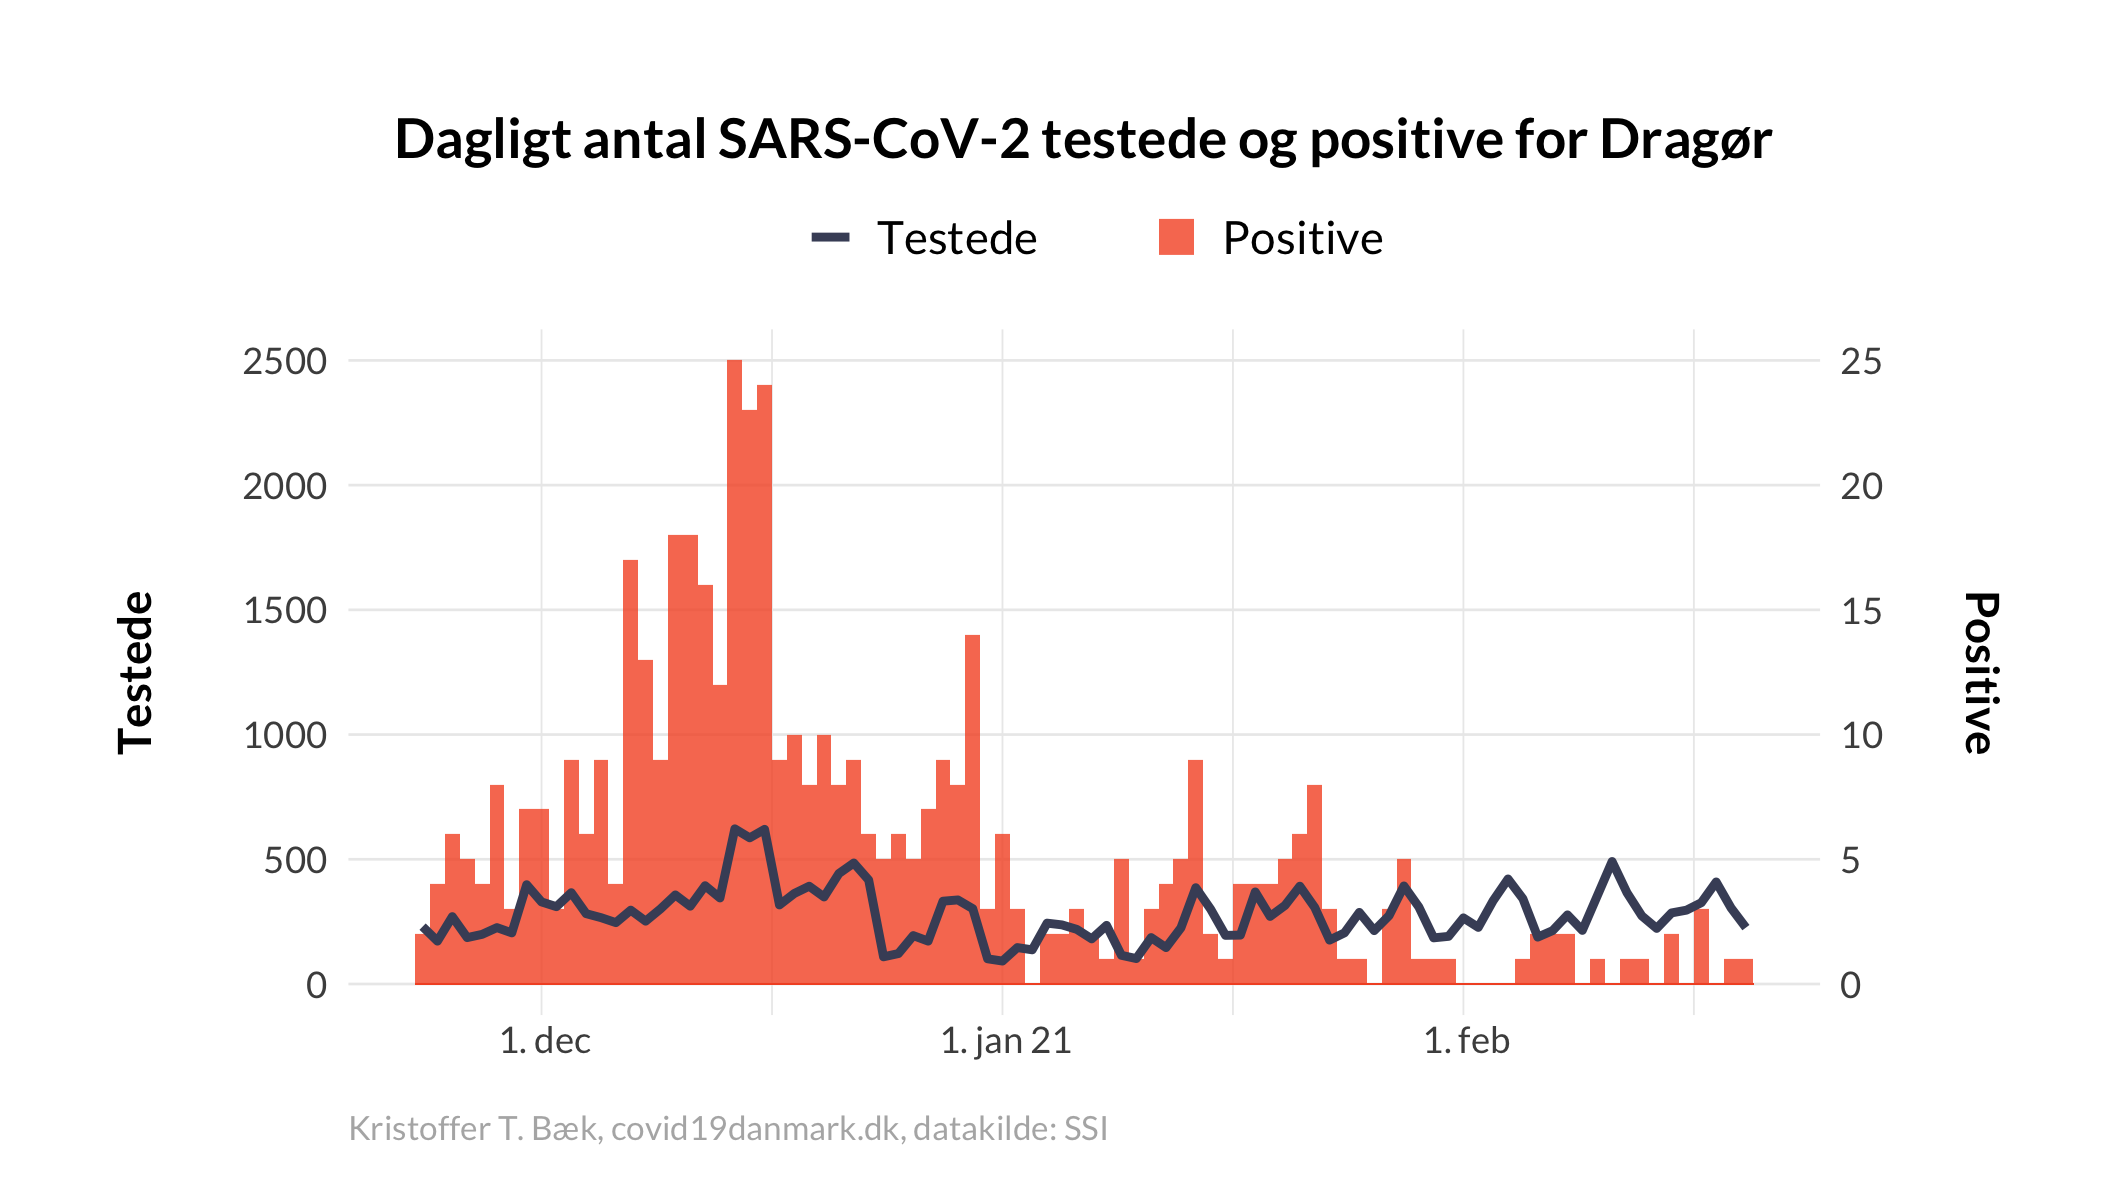 Dagligt antal SARS-CoV-2 testede og positive for Dragør
Testede
Positive
2500
2000
1500
1000
500
0
Testede
25
20
15
10
5
0
Positive
1. dec
1. jan 21
1. feb
Kristoffer T. Bæk, covid19danmark.dk, datakilde: SSI